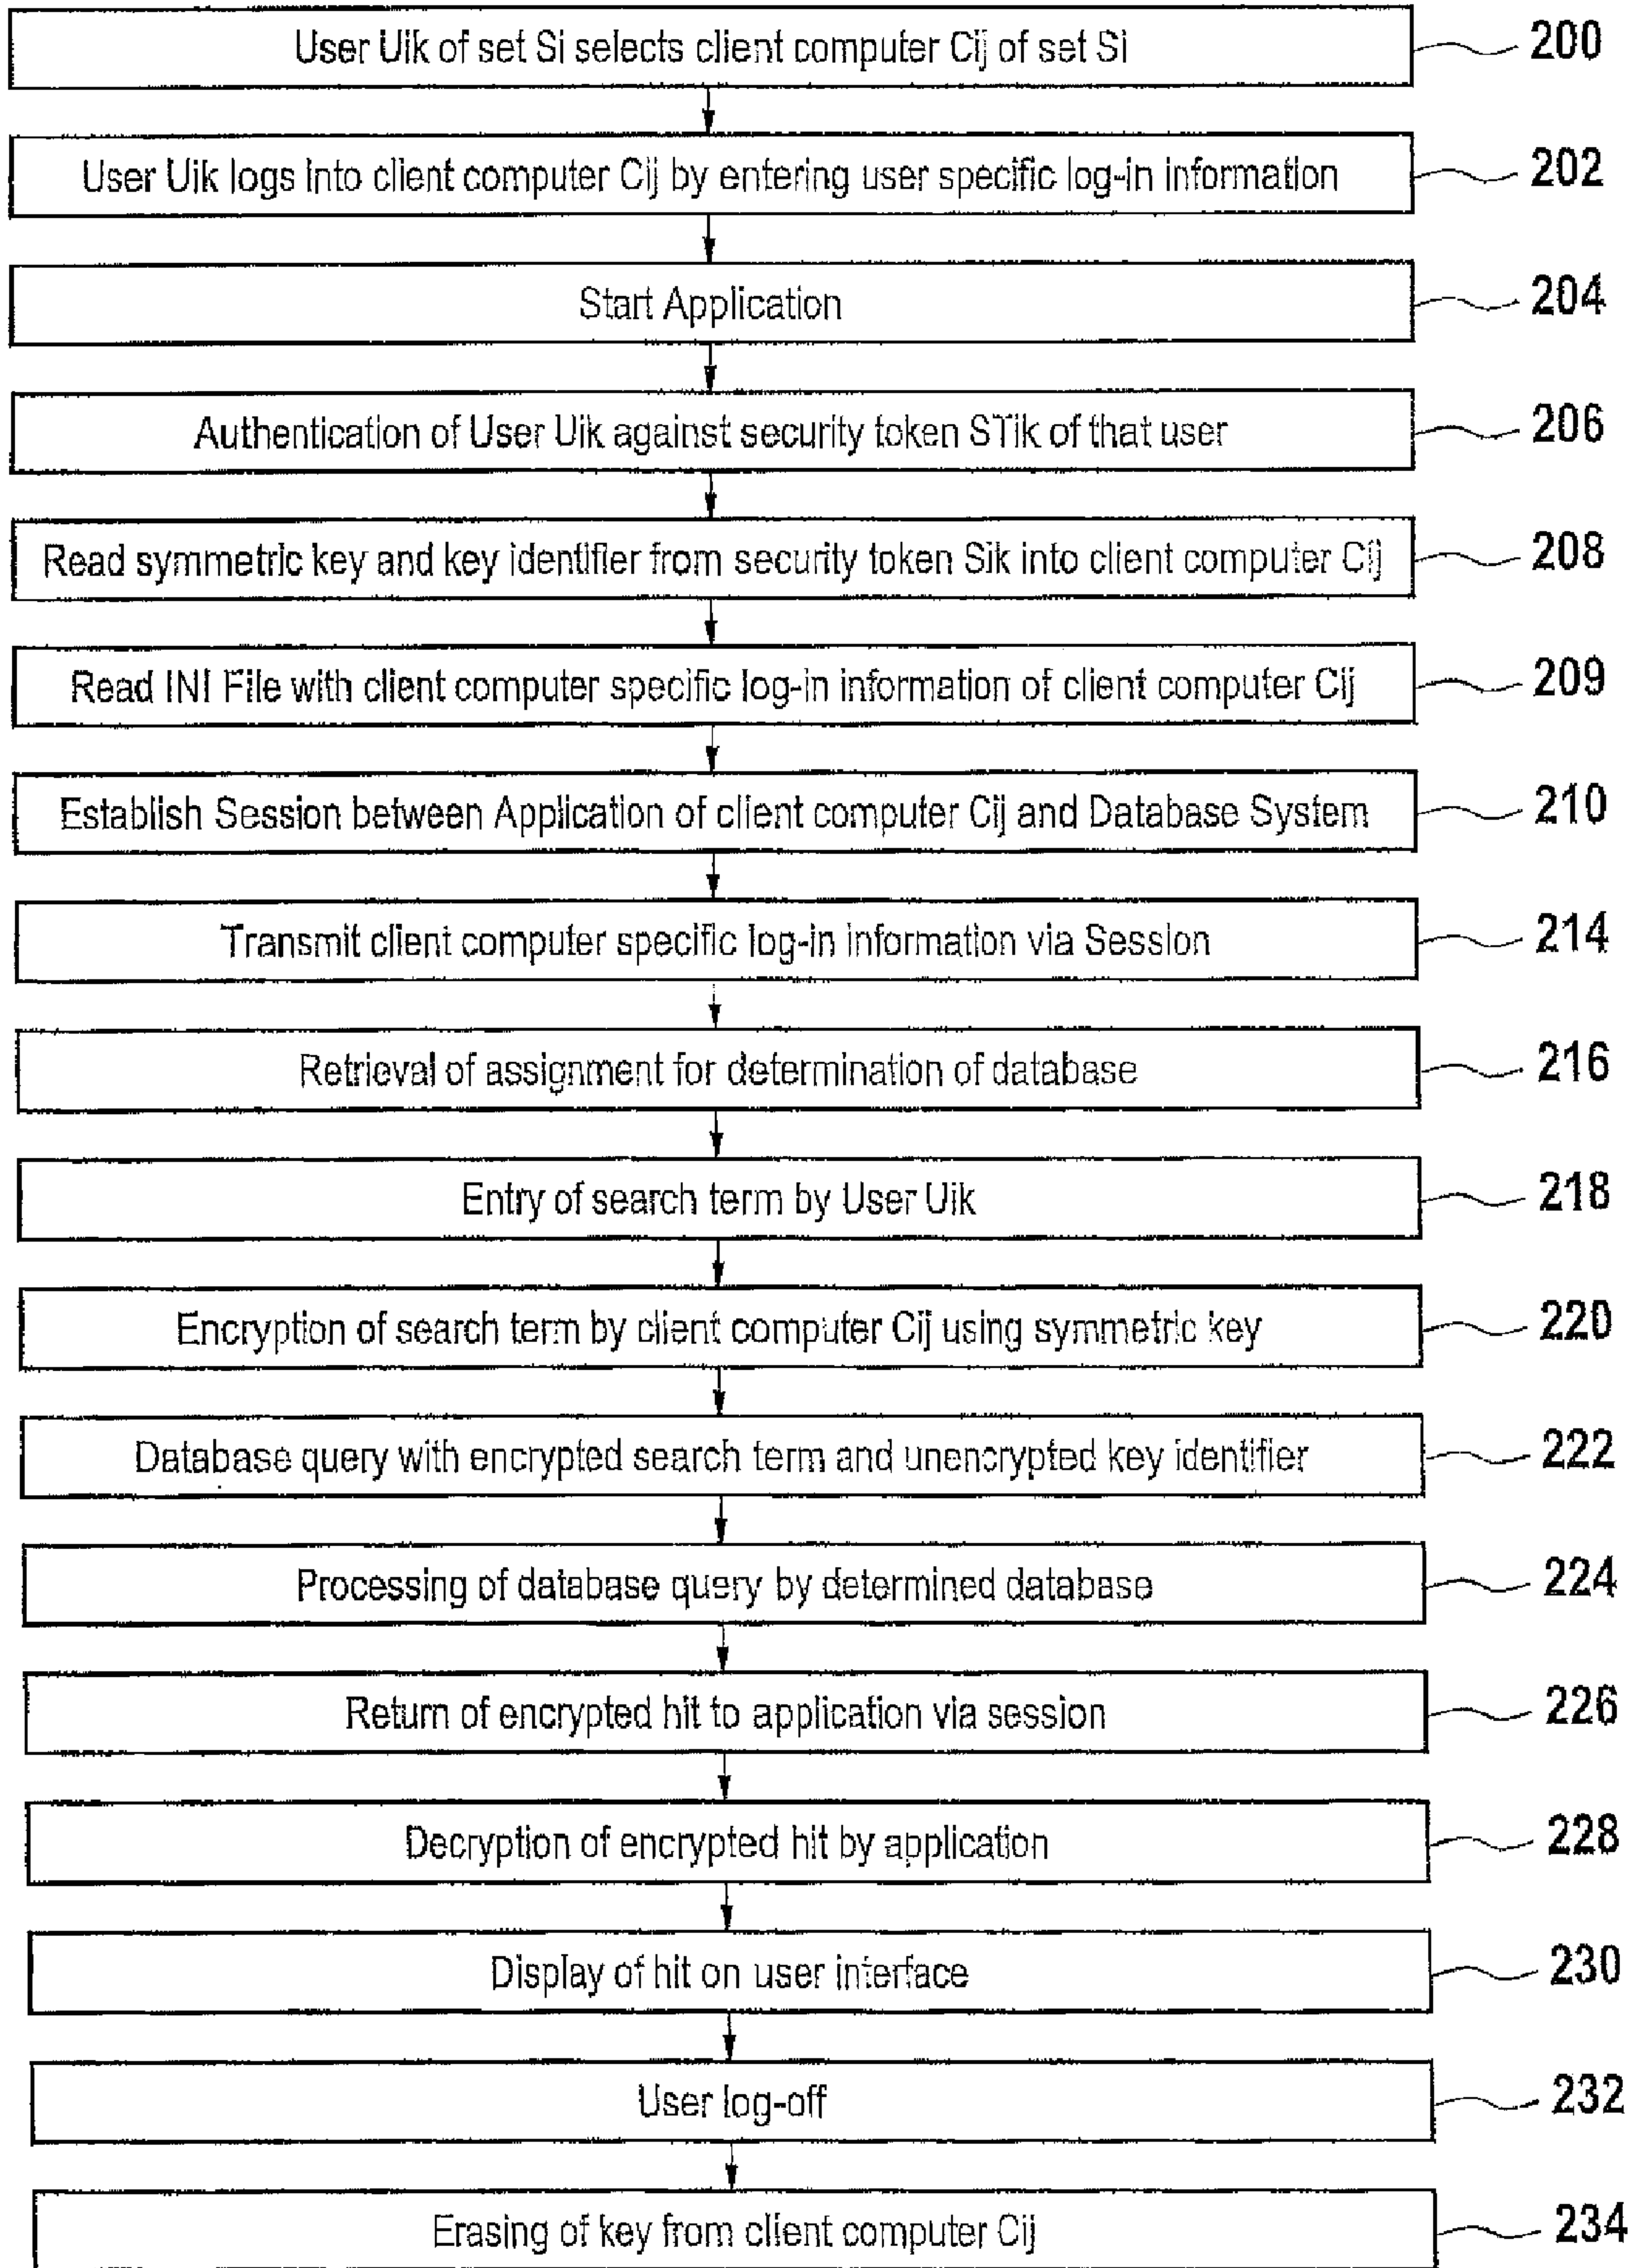 User Uik of set Si selects client computer Cij of set Si
200
User Uik logs into client computer Cij by entering user specific log-in information
202
Start Application
204
Authentication of User Uik against security token STik of that user
206
Read symmetric key and key identifier from security token Sik into client computer Cij
208
Read INI File with client computer specific log-in information of client computer Cij
209
Establish Session between Application of client computer Cij and Database System
210
Transmit client computer specific log-in information via Session
214
Retrieval of assignment for determination of database
216
Entry of search term by User Uik
218
Encryption of search term by client computer Cij using symmetric key
220
Database query with encrypted search term and unencrypted key identifier
222
Processing of database query by determined database
224
Return of encrypted hit to application via session
226
Decryption of encrypted hit by application
228
Display of hit on user interface
230
User log-off
232
Erasing of key from client computer Cij
234